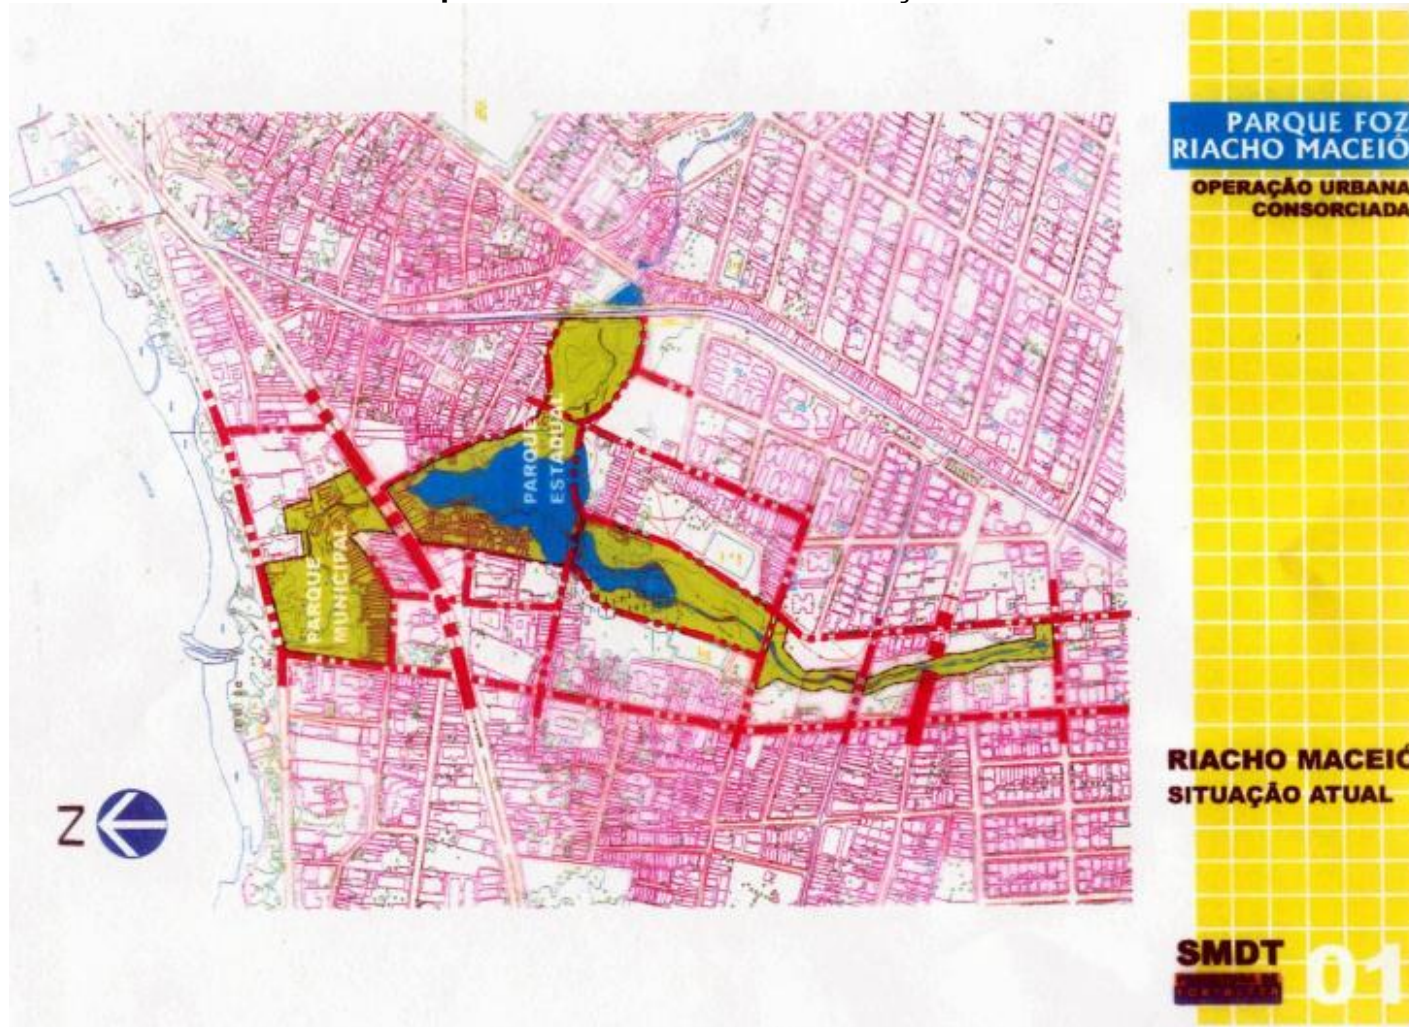 PARQUE FOZ
RIACHO MACEIÓ
OPERAÇÃO URBANA
CONSORCIADA
PARQUE
ESTADUAL
PARQUE
MUNICIPAL
RIACHO MACEIÓ
SITUAÇÃO ATUAL
Z
SMDT
01